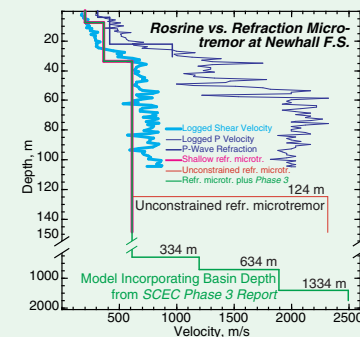 Rosrine vs. Refraction Micro-
tremor at Newhall F.S.
Depth, m
20
40
60
80
100
120
140
150
400
1000
2000
Logged Shear Velocity
Logged P Velocity
P-Wave Refraction
Shallow refr. microtr.
Unconstrained refr. microtr.
Refr. microtr. plus Phase 3
124 m
Unconstrained refr. microtremor
334 m
634 m
1334 m
Model Incorporating Basin Depth
from SCEC Phase 3 Report
0 500 1000 1500 2000 2500
Velocity, m/s